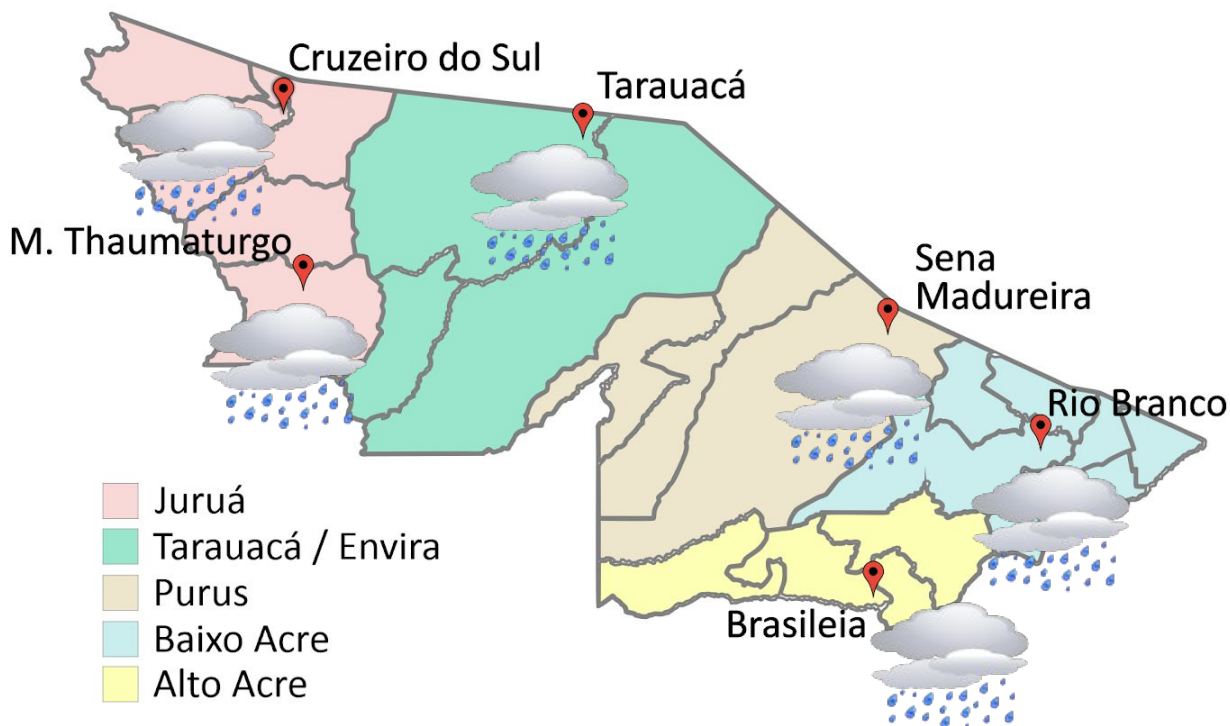 Cruzeiro do Sul
Tarauacá
M. Thaumaturgo
Sena
Madureira
Rio Branco
Brasileia
Juruá
Tarauacá / Envira
Purus
Baixo Acre
Alto Acre